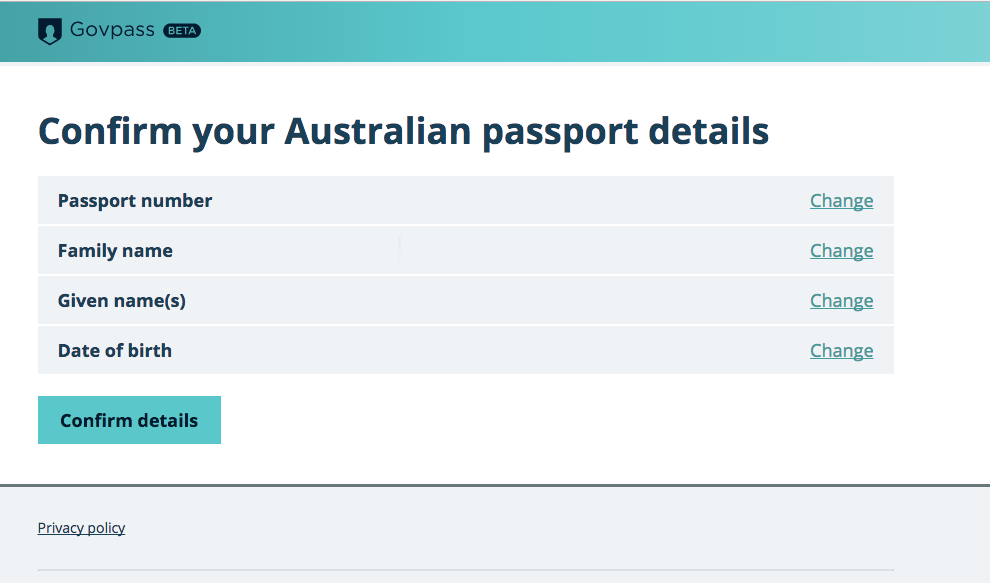 Govpass BETA
Confirm your Australian passport details
Passport number Change
Family name Change
Given name(s) Change
Date of birth Change
Confirm details
Privacy policy